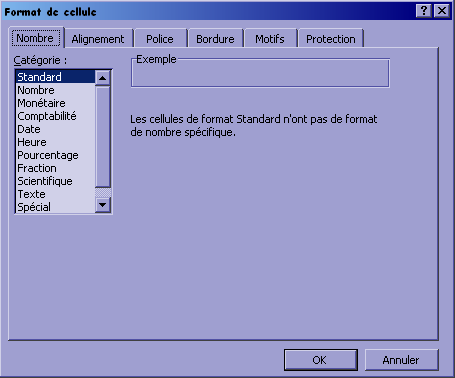 Format de cellule
Nombre Alignement Police Bordure Motifs Protection
Catégorie :
Exemple
Standard
Nombre
Monétaire
Comptabilité
Date
Heure
Pourcentage
Fraction
Scientifique
Texte
Spécial
Les cellules de format Standard n'ont pas de format
de nombre spécifique.
OK Annuler